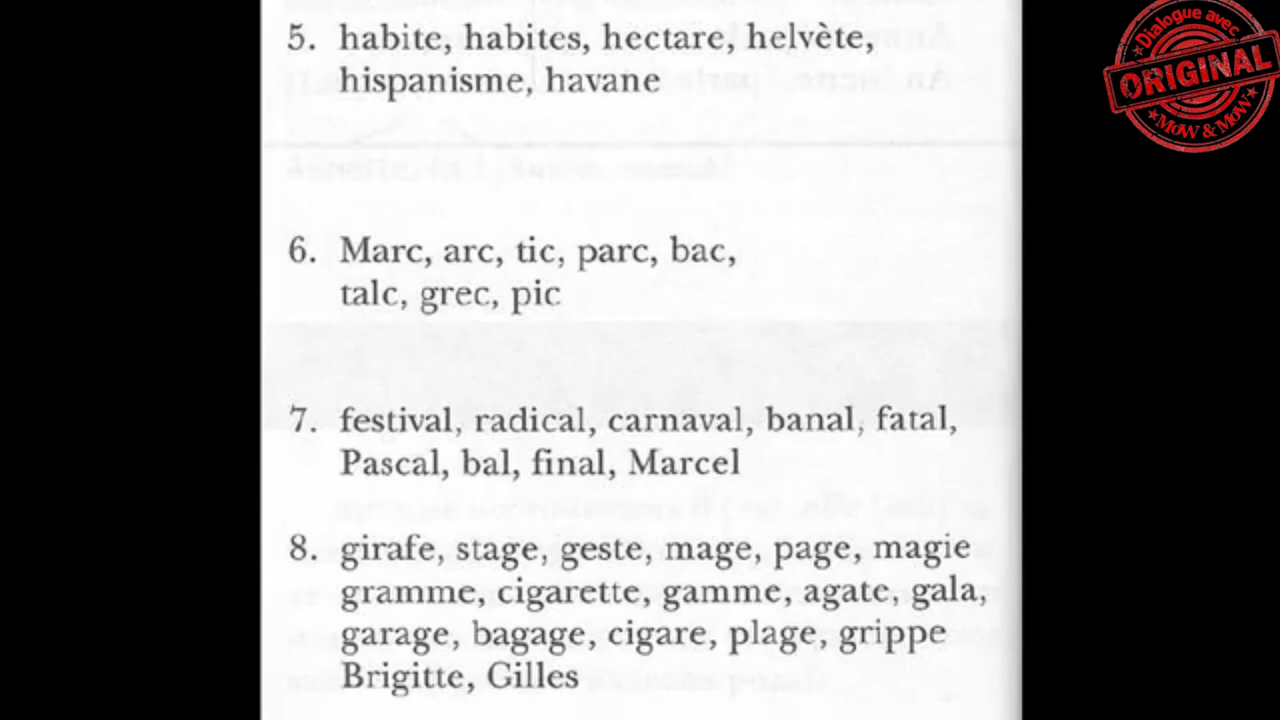 5. habite, habites, hectare, helvète,
hispanisme, havane
6. Marc, arc, tic, parc, bac,
talc, grec, pic
7. festival, radical, carnaval, banal, fatal,
Pascal, bal, final, Marcel
8. girafe, stage, geste, mage, page, magie
gramme, cigarette, gamme, agate, gala,
garage, bagage, cigare, plage, grippe
Brigitte, Gilles
Dialogue avec
ORIGINAL
MoW & MoW